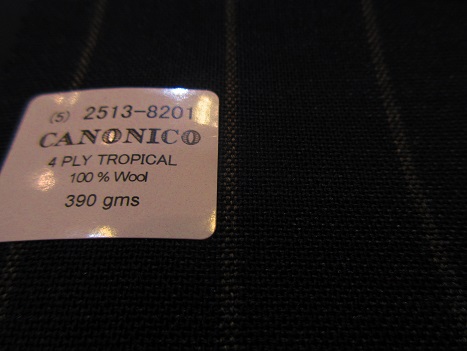 (5) 2513-8201
CANONICO
4 PLY TROPICAL
100 % Wool
390 gms